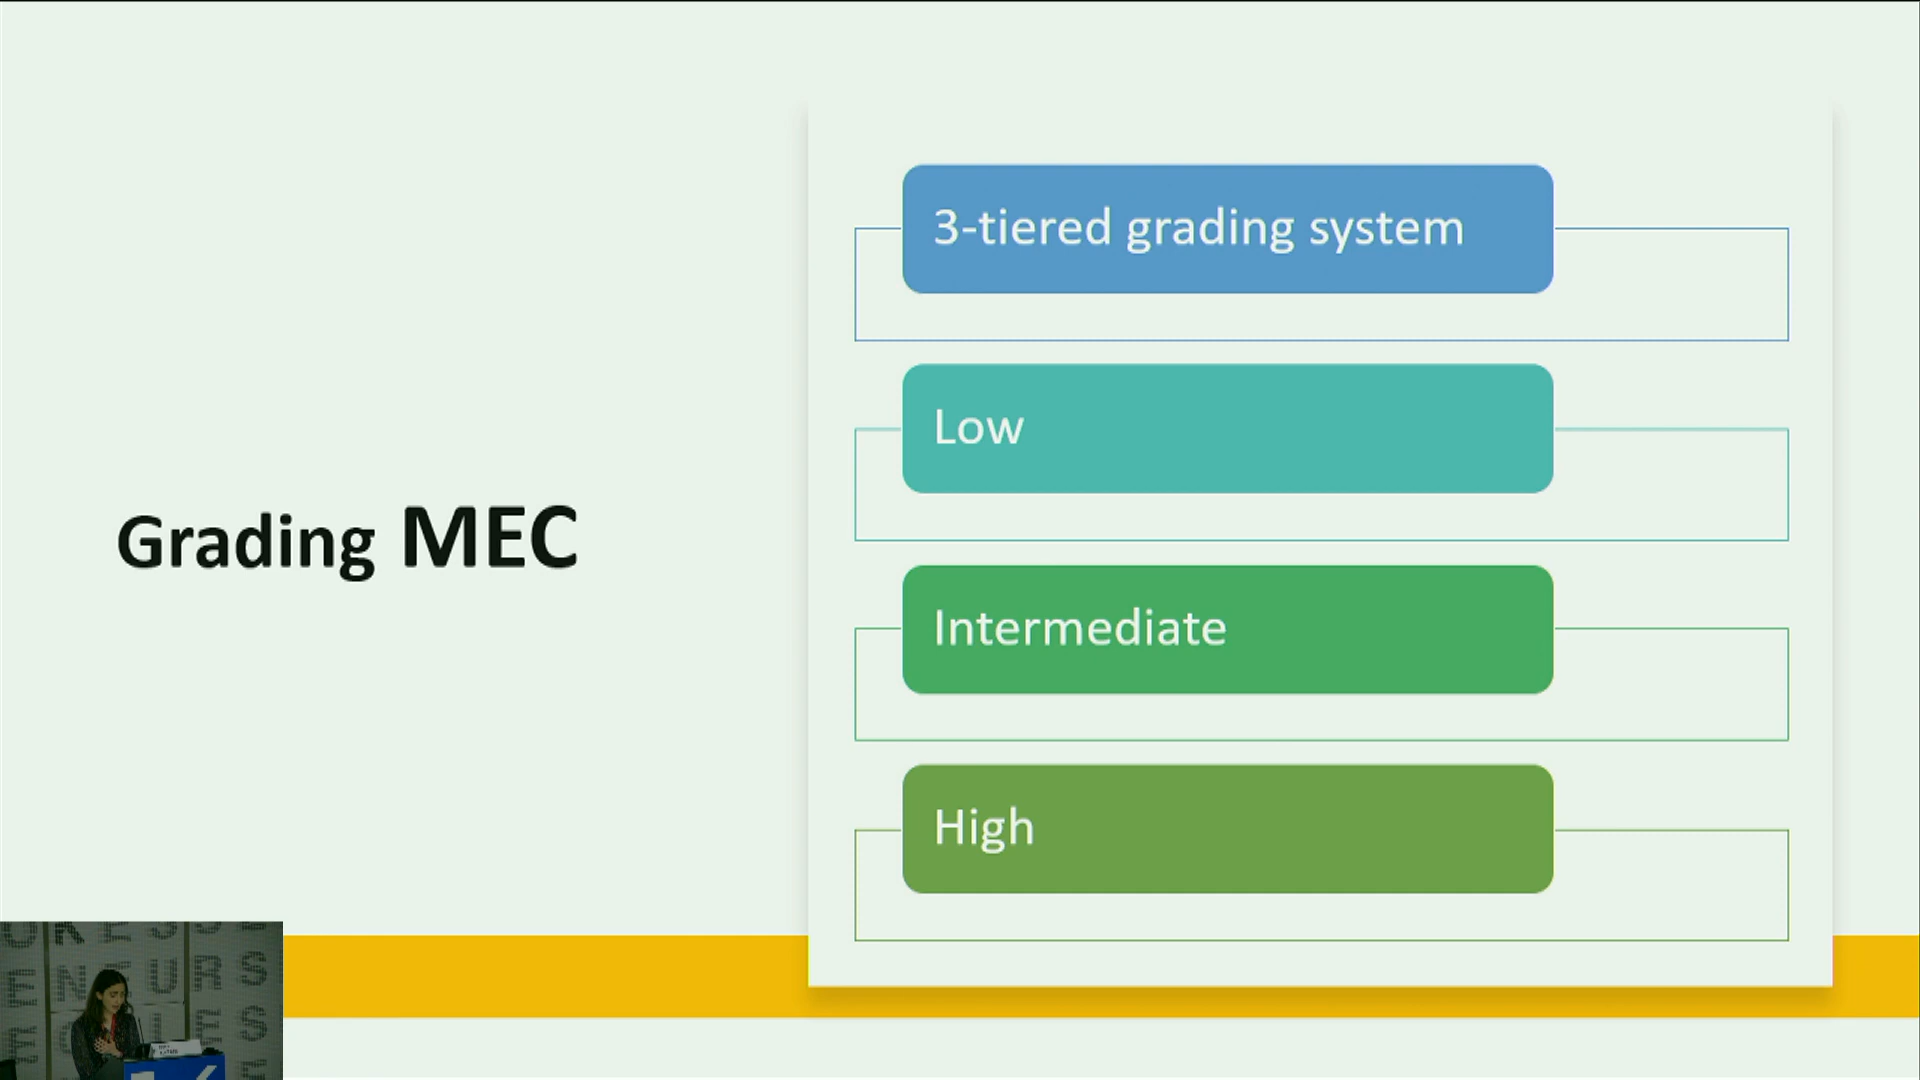 Grading MEC
3-tiered grading system
Low
Intermediate
High